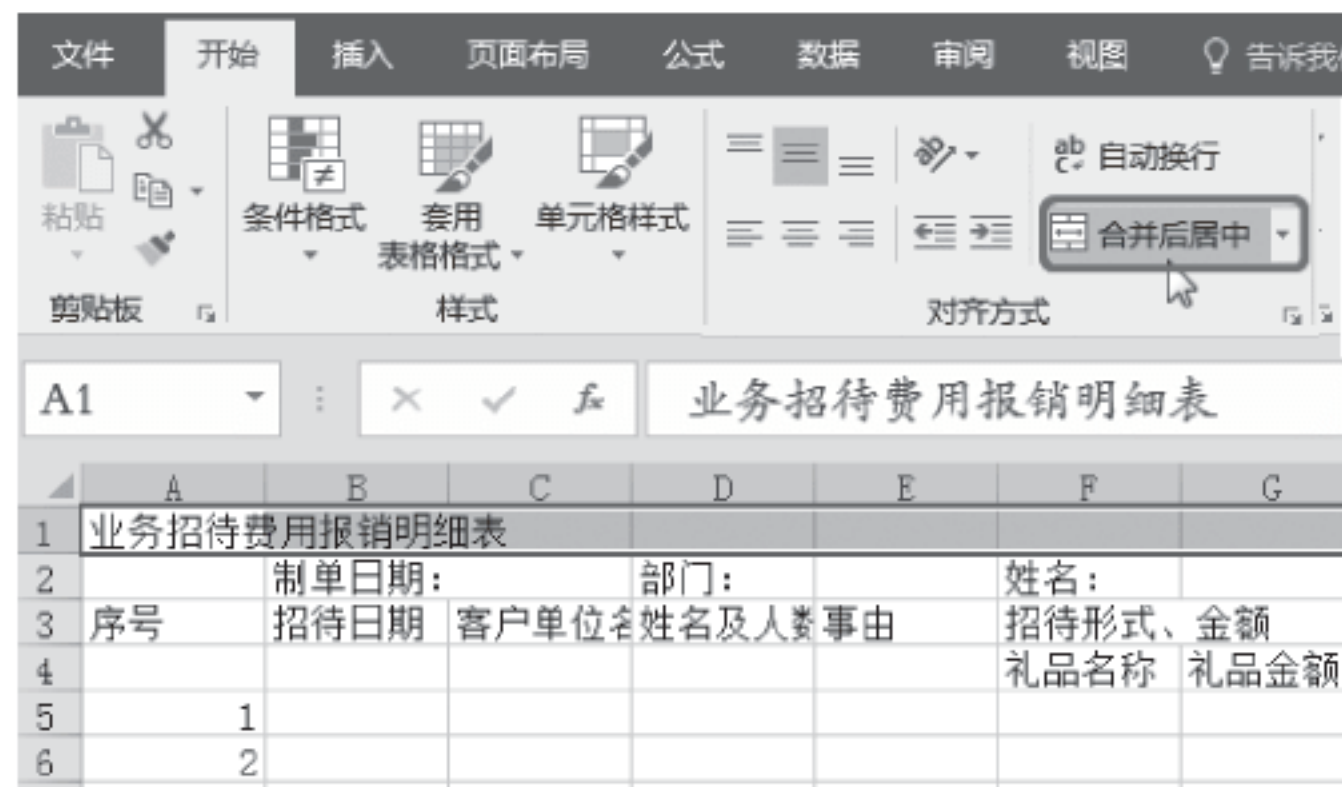 文件 开始 插入 页面布局 公式 数据 审阅 视图 告诉我
粘贴 条件格式 套用 表格格式 单元格样式 ab c 自动换行
合并后居中
剪贴板 样式 对齐方式
A1 fx 业务招待费用报销明细表
A B C D E F G
1 业务招待费用报销明细表
2 制单日期： 部门： 姓名：
3 序号 招待日期 客户单位名 姓名及人数 事由 招待形式、金额
4 礼品名称 礼品金额
5 1
6 2